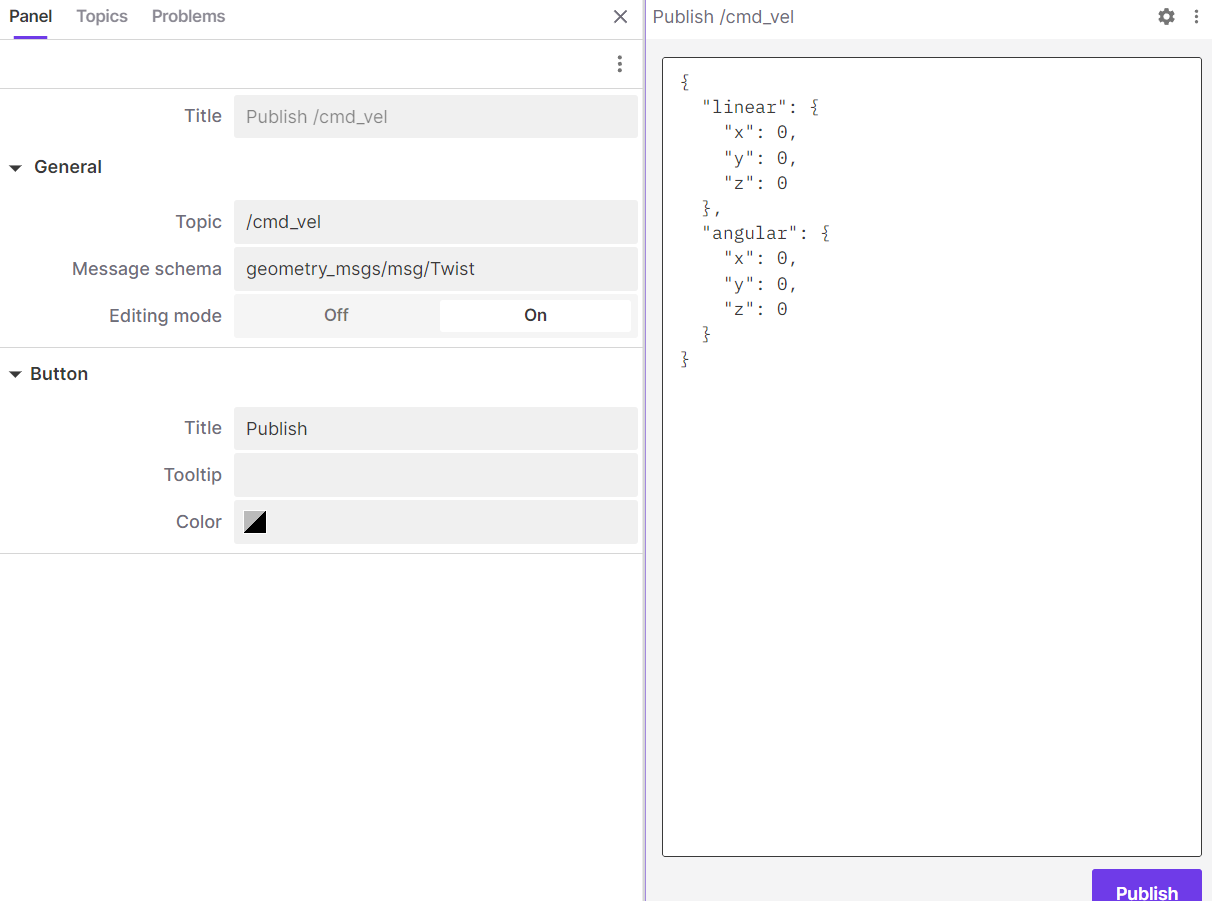 Panel Topics Problems
Title Publish /cmd_vel
General
Topic /cmd_vel
Message schema geometry_msgs/msg/Twist
Editing mode Off On
Button
Title Publish
Tooltip
Color
Publish /cmd_vel
{
  "linear": {
    "x": 0,
    "y": 0,
    "z": 0
  },
  "angular": {
    "x": 0,
    "y": 0,
    "z": 0
  }
}
Publish